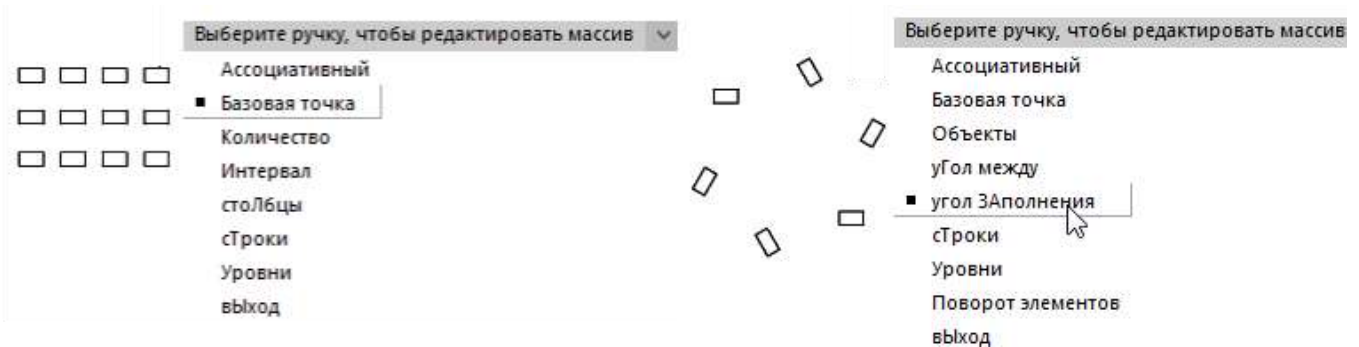 Выберите ручку, чтобы редактировать массив
Ассоциативный
Базовая точка
Количество
Интервал
стоЛбцы
сТроки
Уровни
вЫход
Выберите ручку, чтобы редактировать массив
Ассоциативный
Базовая точка
Объекты
уГол между
угол ЗАполнения
сТроки
Уровни
Поворот элементов
вЫход